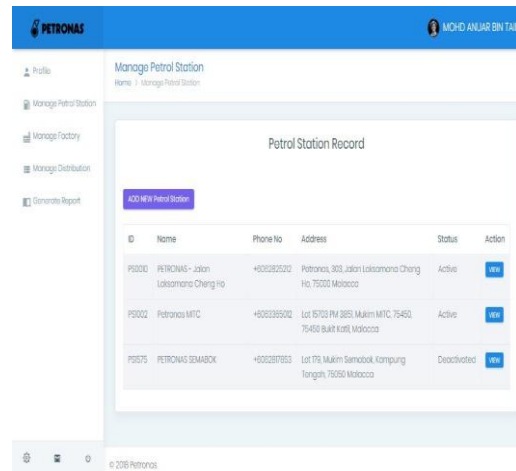 PETRONAS
MOHD ANUAR BIN TAI
Profile
Manage Petrol Station
Manage Factory
Manage Distribution
Generate Report
Manage Petrol Station
Home
Manage Petrol Station
Petrol Station Record
ADD NEW Petrol Station
ID Name Phone No Address Status Action
PETRONAS - Jalan Petronas, 303, Jalan Laksamana Cheng Active VIEW
Laksamana Cheng Ho Ho, 75000 Malacca
PS1002 Petronas MITC Lot 15703 PM 3851, Mukim MITC, 75450, Active VIEW
75450 Bukit Katil, Malacca
PS1575 PETRONAS SEMABOK Lot 179, Mukim Semabok, Kampung Deactivated VIEW
Tengah, 75050 Malacca
© 2018 Petronas